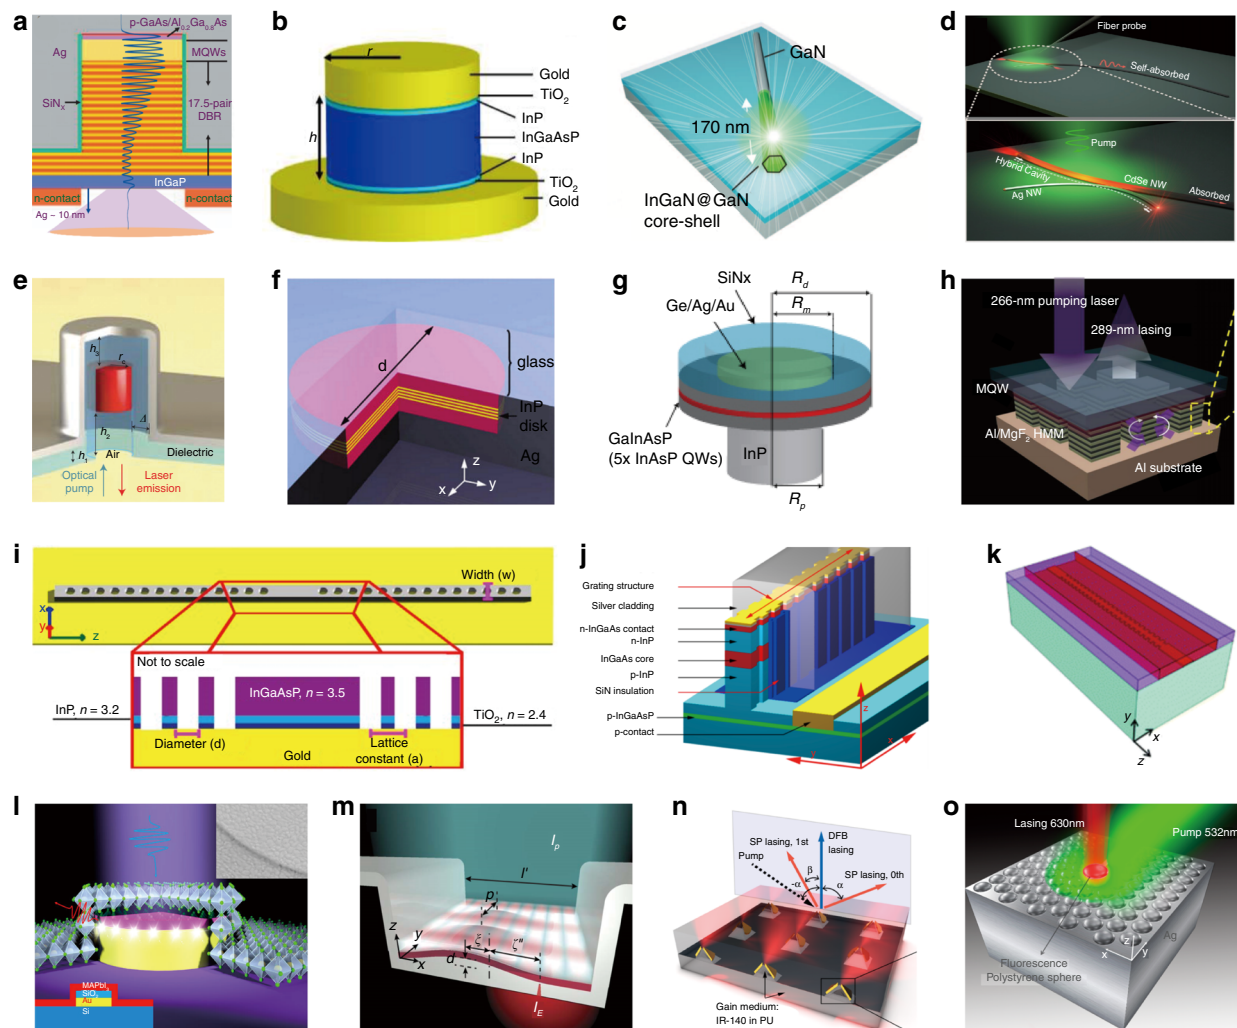 a
p-GaAs/Al0.2Ga0.8As
Ag
MQWs
SiNx
17.5-pair
DBR
InGaP
n-contact
n-contact
Ag ~ 10 nm
b
r
h
Gold
TiO2
InP
InGaAsP
InP
TiO2
Gold
c
GaN
170 nm
InGaN@GaN
core-shell
d
Fiber probe
Self-absorbed
Pump
Hybrid Cavity
CdSe NW
Ag NW
Absorbed
e
h3
rc
h2
Δ
h1
Air
Dielectric
Optical
pump
Laser
emission
f
d
glass
InP
disk
Ag
z
x
y
g
SiNx
Rd
Ge/Ag/Au
Rm
GaInAsP
(5x InAsP QWs)
InP
Rp
h
266-nm pumping laser
289-nm lasing
MQW
Al/MgF2 HMM
Al substrate
i
Width (w)
x
y
z
Not to scale
InGaAsP, n = 3.5
InP, n = 3.2
TiO2, n = 2.4
Diameter (d)
Lattice
constant (a)
Gold
j
Grating structure
Silver cladding
n-InGaAs contact
n-InP
InGaAs core
p-InP
SiN insulation
p-InGaAsP
p-contact
z
x
k
y
x
z
l
MAPbI3
SiO2
Au
Si
m
Ip
l'
p
z
y
x
ξ
ζ"
d
IE
n
DFB
lasing
SP lasing, 1st
Pump
SP lasing, 0th
β
-α
α
Gain medium:
IR-140 in PU
o
Lasing 630nm
Pump 532nm
Ag
z
x
y
Fluorescence
Polystyrene sphere